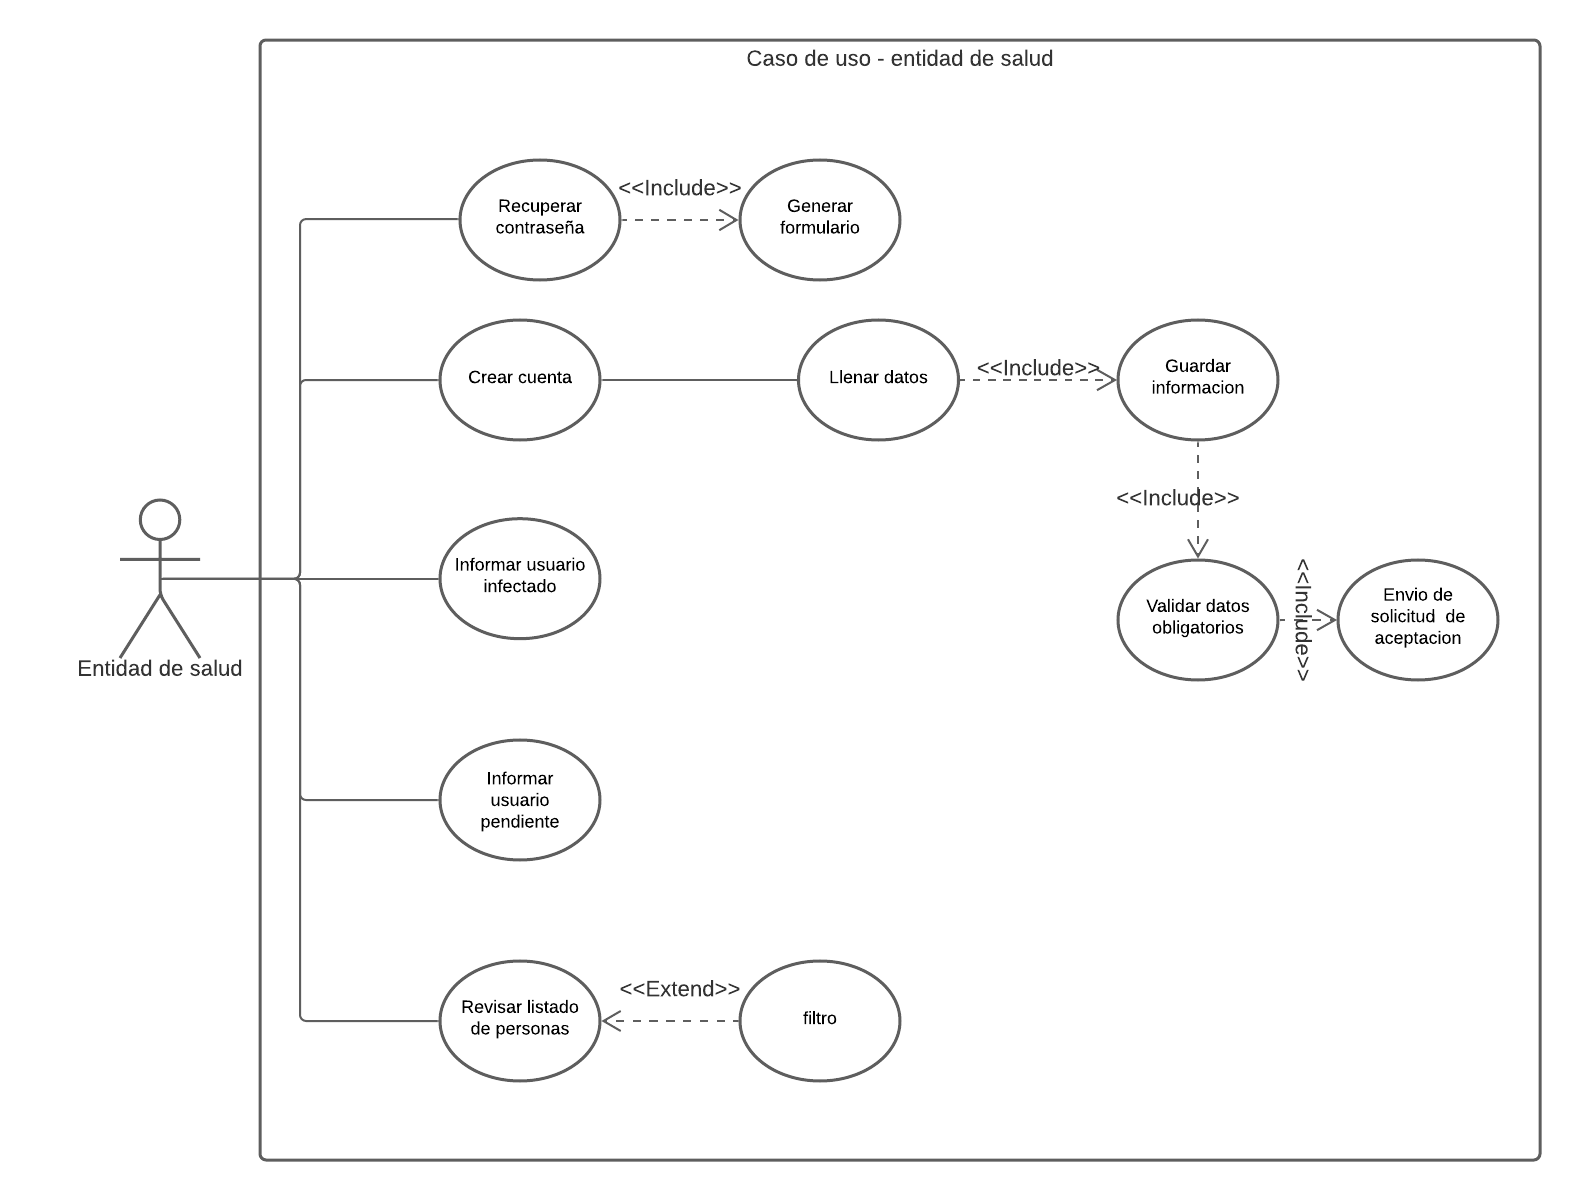 Caso de uso - entidad de salud
Recuperar
contraseña
<<Include>>
Generar
formulario
Crear cuenta
Llenar datos
<<Include>>
Guardar
informacion
<<Include>>
Informar usuario
infectado
Validar datos
obligatorios
<<Include>>
Envio de
solicitud  de
aceptacion
Entidad de salud
Informar
usuario
pendiente
Revisar listado
de personas
<<Extend>>
filtro